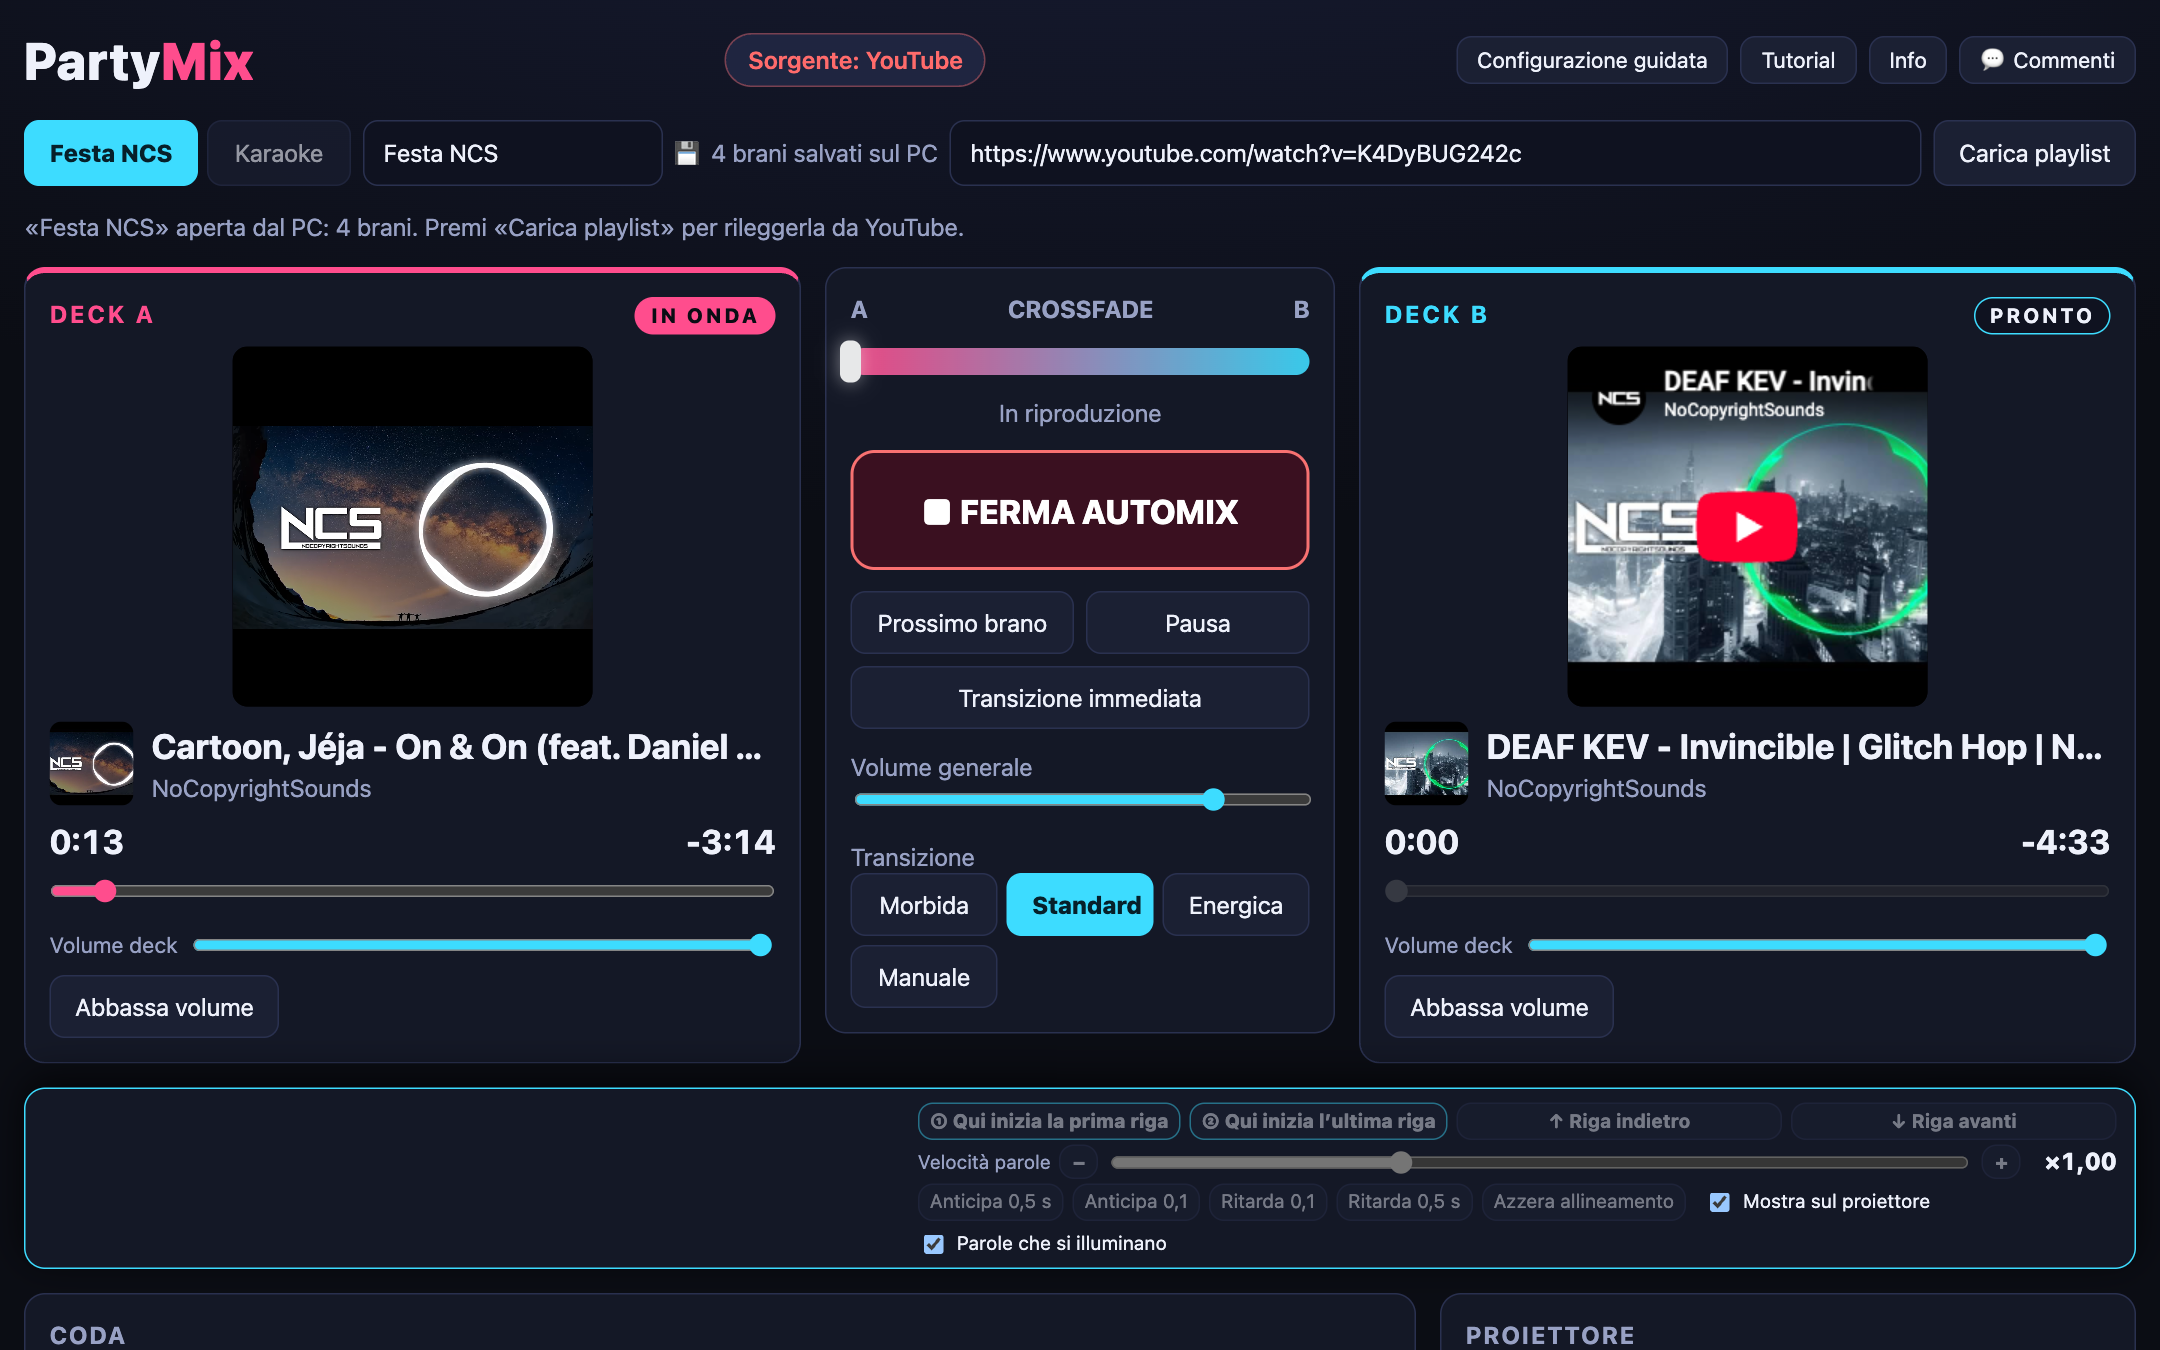 PartyMix
Sorgente: YouTube
Configurazione guidata
Tutorial
Info
💬 Commenti
Festa NCS
Karaoke
Festa NCS
💾 4 brani salvati sul PC
https://www.youtube.com/watch?v=K4DyBUG242c
Carica playlist
«Festa NCS» aperta dal PC: 4 brani. Premi «Carica playlist» per rileggerla da YouTube.
DECK A
IN ONDA
NCS
NOCOPYRIGHTSOUNDS
NCS
Cartoon, Jéja - On & On (feat. Daniel ...
NoCopyrightSounds
0:13
-3:14
Volume deck
Abbassa volume
A
CROSSFADE
B
In riproduzione
FERMA AUTOMIX
Prossimo brano
Pausa
Transizione immediata
Volume generale
Transizione
Morbida
Standard
Energica
Manuale
DECK B
PRONTO
NCS
DEAF KEV - Invin
NoCopyrightSounds
NCS
NOCOPYRIGHTSOUNDS
NCS
DEAF KEV - Invincible | Glitch Hop | N...
NoCopyrightSounds
0:00
-4:33
Volume deck
Abbassa volume
① Qui inizia la prima riga
② Qui inizia l'ultima riga
↑ Riga indietro
↓ Riga avanti
Velocità parole
−
+
×1,00
Anticipa 0,5 s
Anticipa 0,1
Ritarda 0,1
Ritarda 0,5 s
Azzera allineamento
Mostra sul proiettore
Parole che si illuminano
CODA
PROIETTORE